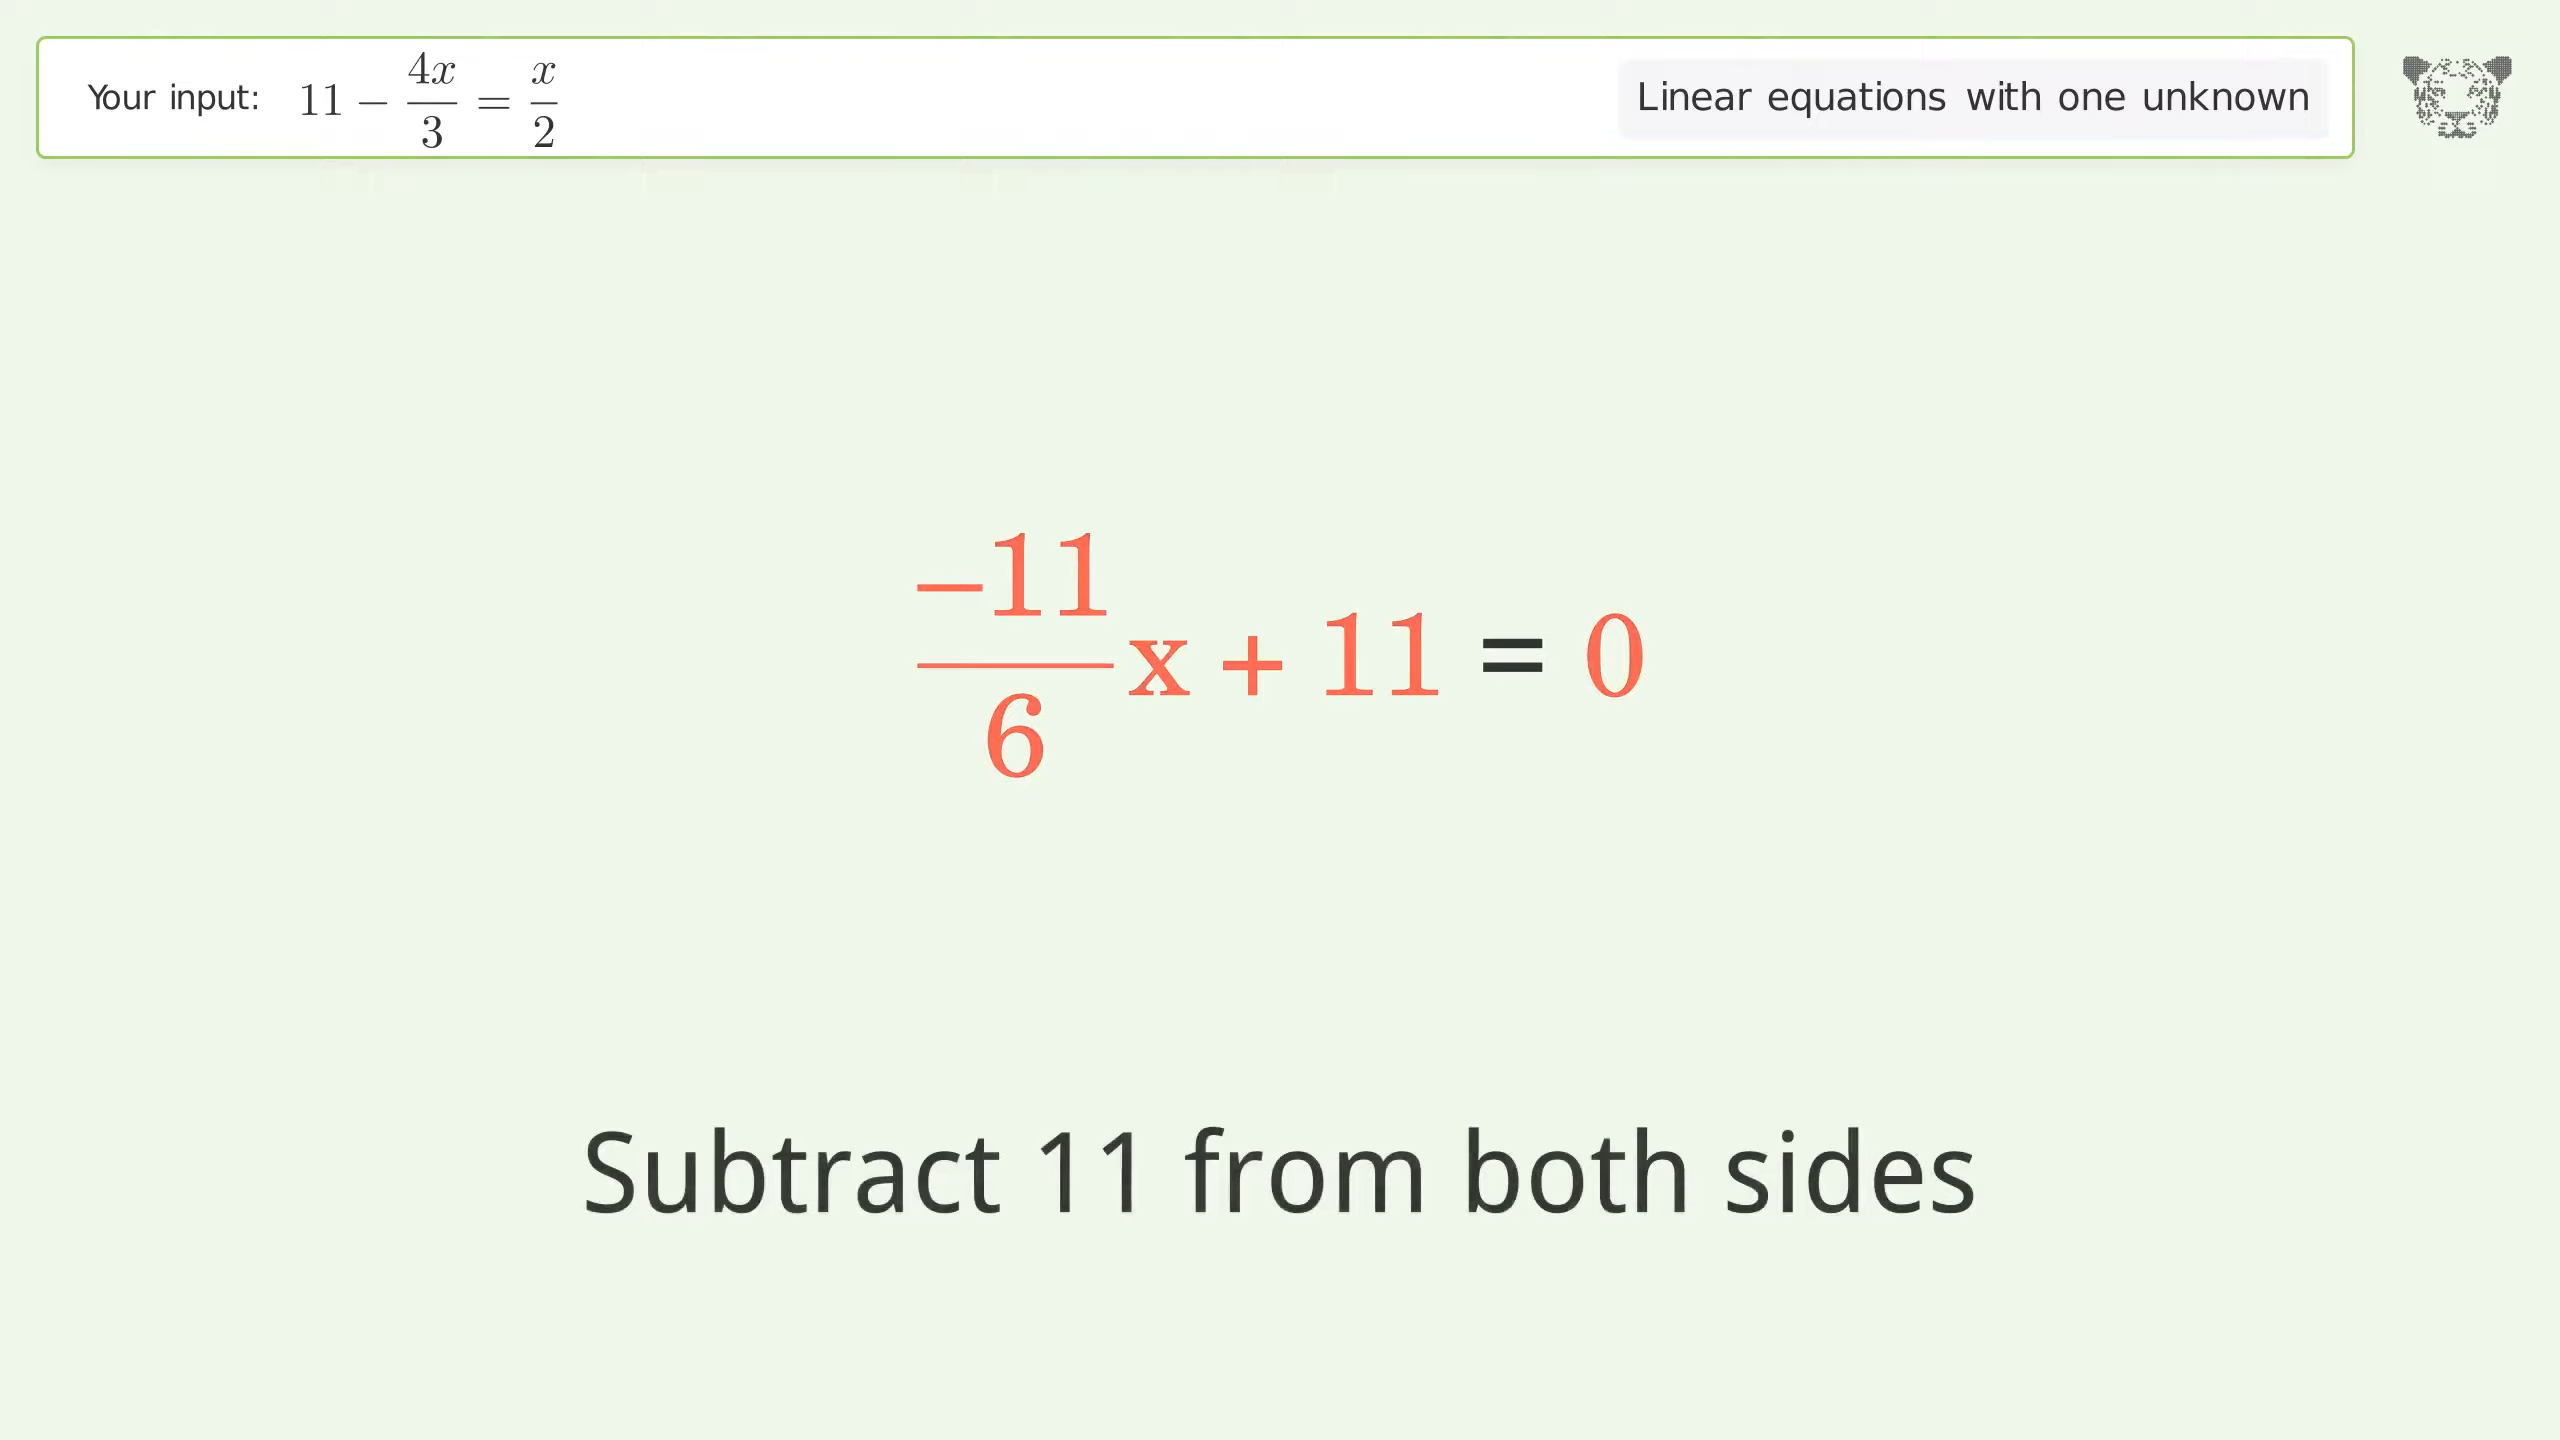 Your input: 11 − 4x/3 = x/2
Linear equations with one unknown
−11/6 x + 11 = 0
Subtract 11 from both sides